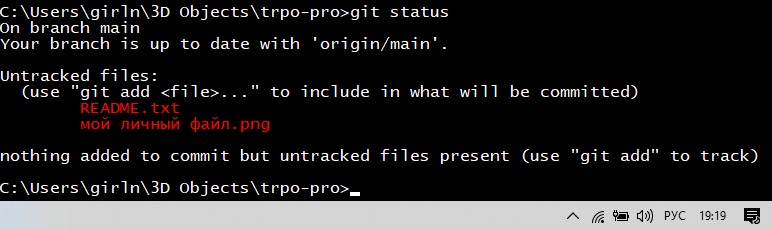 C:\Users\girln\3D Objects\trpo-pro>git status
On branch main
Your branch is up to date with 'origin/main'.
Untracked files:
(use "git add <file>..." to include in what will be committed)
README.txt
мой личный файл.png
nothing added to commit but untracked files present (use "git add" to track)
C:\Users\girln\3D Objects\trpo-pro>
РУС 19:19